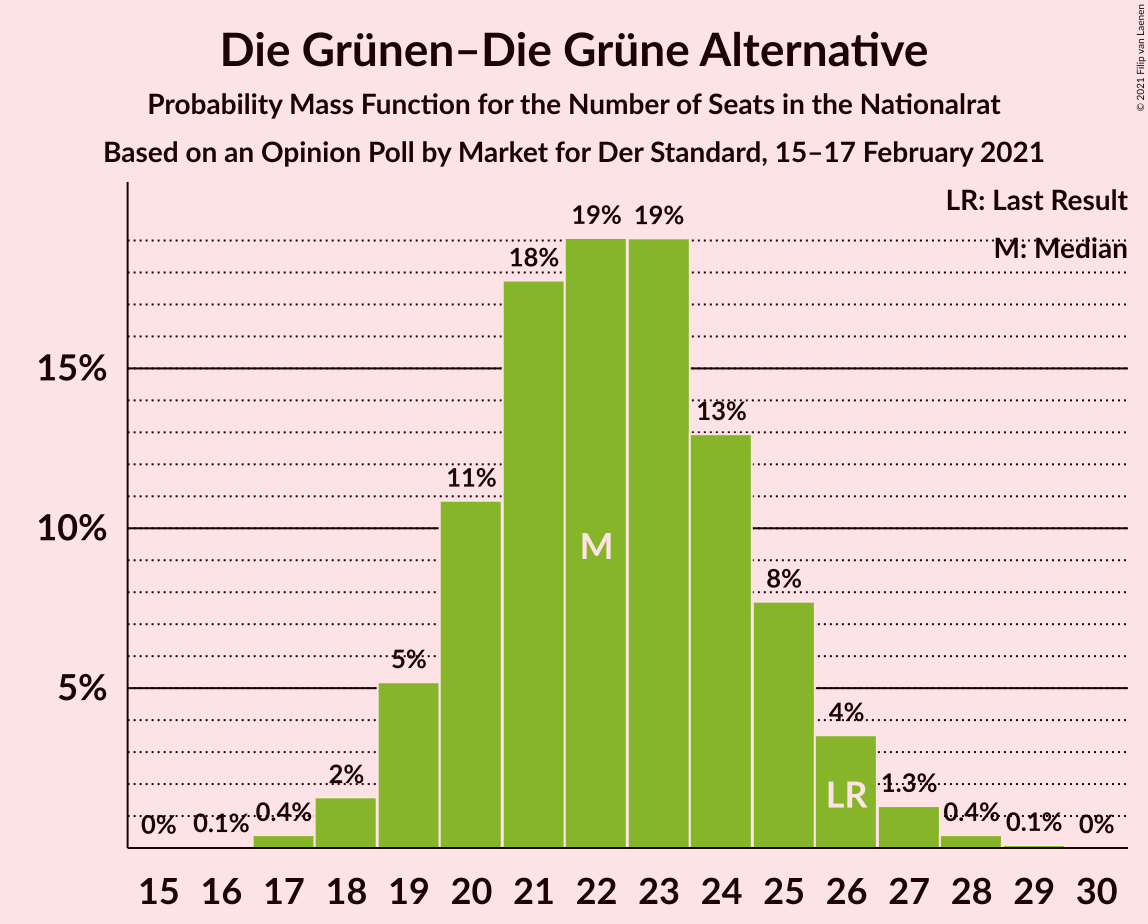 Die Grünen–Die Grüne Alternative
Probability Mass Function for the Number of Seats in the Nationalrat
Based on an Opinion Poll by Market for Der Standard, 15–17 February 2021
© 2021 Filip van Laenen
LR: Last Result
M: Median
19% 19%
18%
15%
13%
11%
10%
M
8%
5%
5%
4%
2%
LR
1.3%
0% 0.1% 0.4%
0.4% 0.1% 0%
15 16 17 18 19 20 21 22 23 24 25 26 27 28 29 30